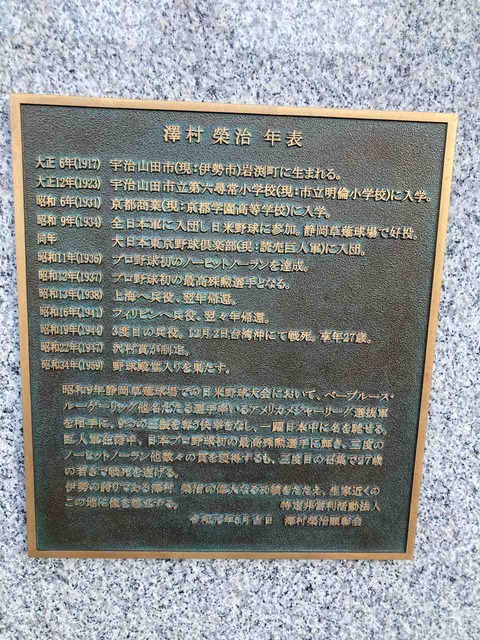 澤村 榮治 年表
大正 6年(1917) 宇治山田市(現:伊勢市)岩渕町に生まれる。
大正12年(1923) 宇治山田市立第六尋常小学校(現:市立明倫小学校)に入学。
昭和 6年(1931) 京都商業(現:京都学園高等学校)に入学。
昭和 9年(1934) 全日本軍に入団し日米野球に参加。静岡草薙球場で好投。
同年 大日本東京野球倶楽部(現:読売巨人軍)に入団。
昭和11年(1936) プロ野球初のノーヒットノーランを達成。
昭和12年(1937) プロ野球初の最高殊勲選手となる。
昭和13年(1938) 上海へ兵役、翌年帰還。
昭和16年(1941) フィリピンへ兵役、翌々年帰還。
昭和19年(1944) 3度目の兵役。12月2日台湾沖にて戦死。享年27歳。
昭和22年(1947) 沢村賞が制定。
昭和34年(1959) 野球殿堂入りを果たす。
昭和9年静岡草薙球場での日米野球大会において、ベーブルース・
ルーゲーリッグ他名だたる選手率いるアメリカメジャーリーグ選抜軍
を相手に、9つの三振を奪う快挙をなし、一躍日本中に名を馳せる。
巨人軍在籍中、日本プロ野球初の最高殊勲選手に輝き、三度の
ノーヒットノーラン他数々の賞を獲得するも、三度目の召集で27歳
の若さで戦死を遂げる。
伊勢の誇りである澤村 榮治の偉大なる功績をたたえ、生家近くの
この地に像を建立する。 特定非営利活動法人
令和元年 月吉日 澤村榮治顕彰会